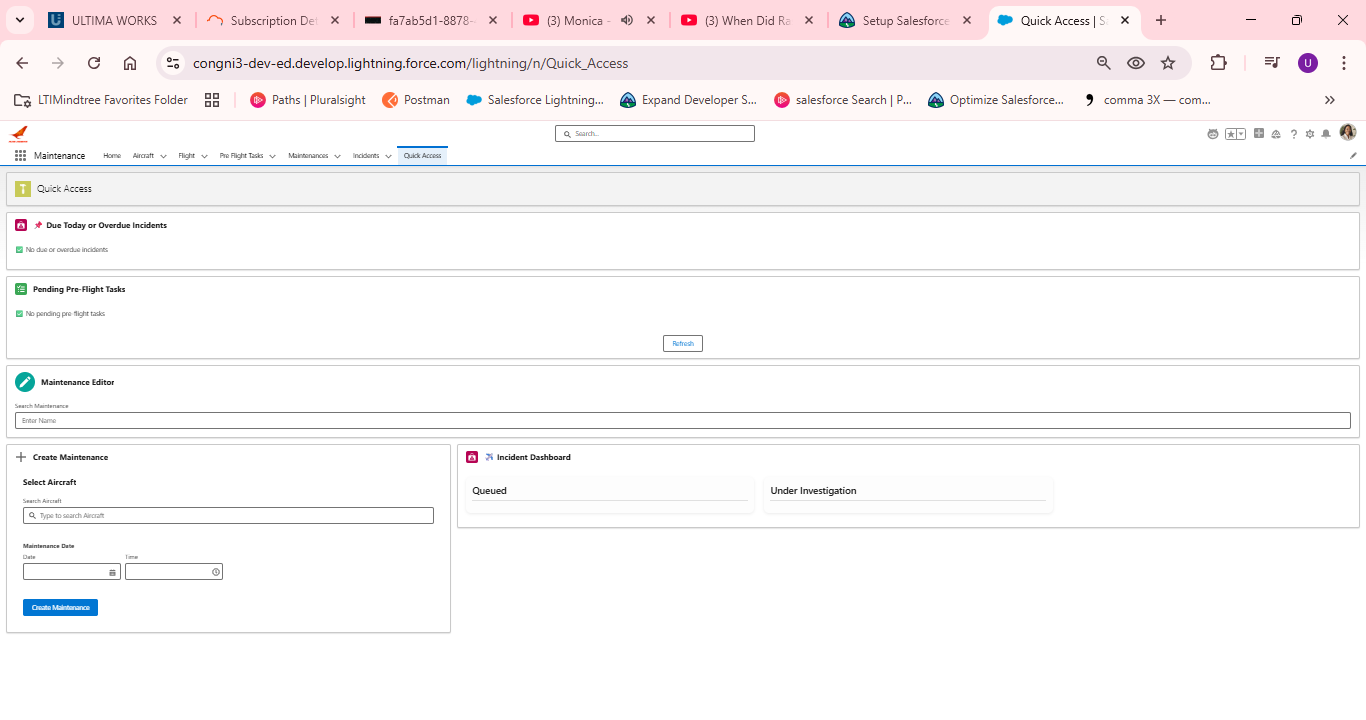 ULTIMA WORKS
Subscription De
fa7ab5d1-8878-
(3) Monica -
(3) When Did Ra
Setup Salesforce
Quick Access | S
congni3-dev-ed.develop.lightning.force.com/lightning/n/Quick_Access
U
LTIMindtree Favorites Folder
Paths | Pluralsight
Postman
Salesforce Lightning...
Expand Developer S...
salesforce Search | P...
Optimize Salesforce...
comma 3X — com...
Search...
Maintenance
Home
Aircraft
Flight
Pre Flight Tasks
Maintenances
Incidents
Quick Access
Quick Access
Due Today or Overdue Incidents
No due or overdue incidents
Pending Pre-Flight Tasks
No pending pre-flight tasks
Refresh
Maintenance Editor
Search Maintenance
Enter Name
Create Maintenance
Select Aircraft
Search Aircraft
Type to search Aircraft
Maintenance Date
Date Time
Create Maintenance
Incident Dashboard
Queued
Under Investigation